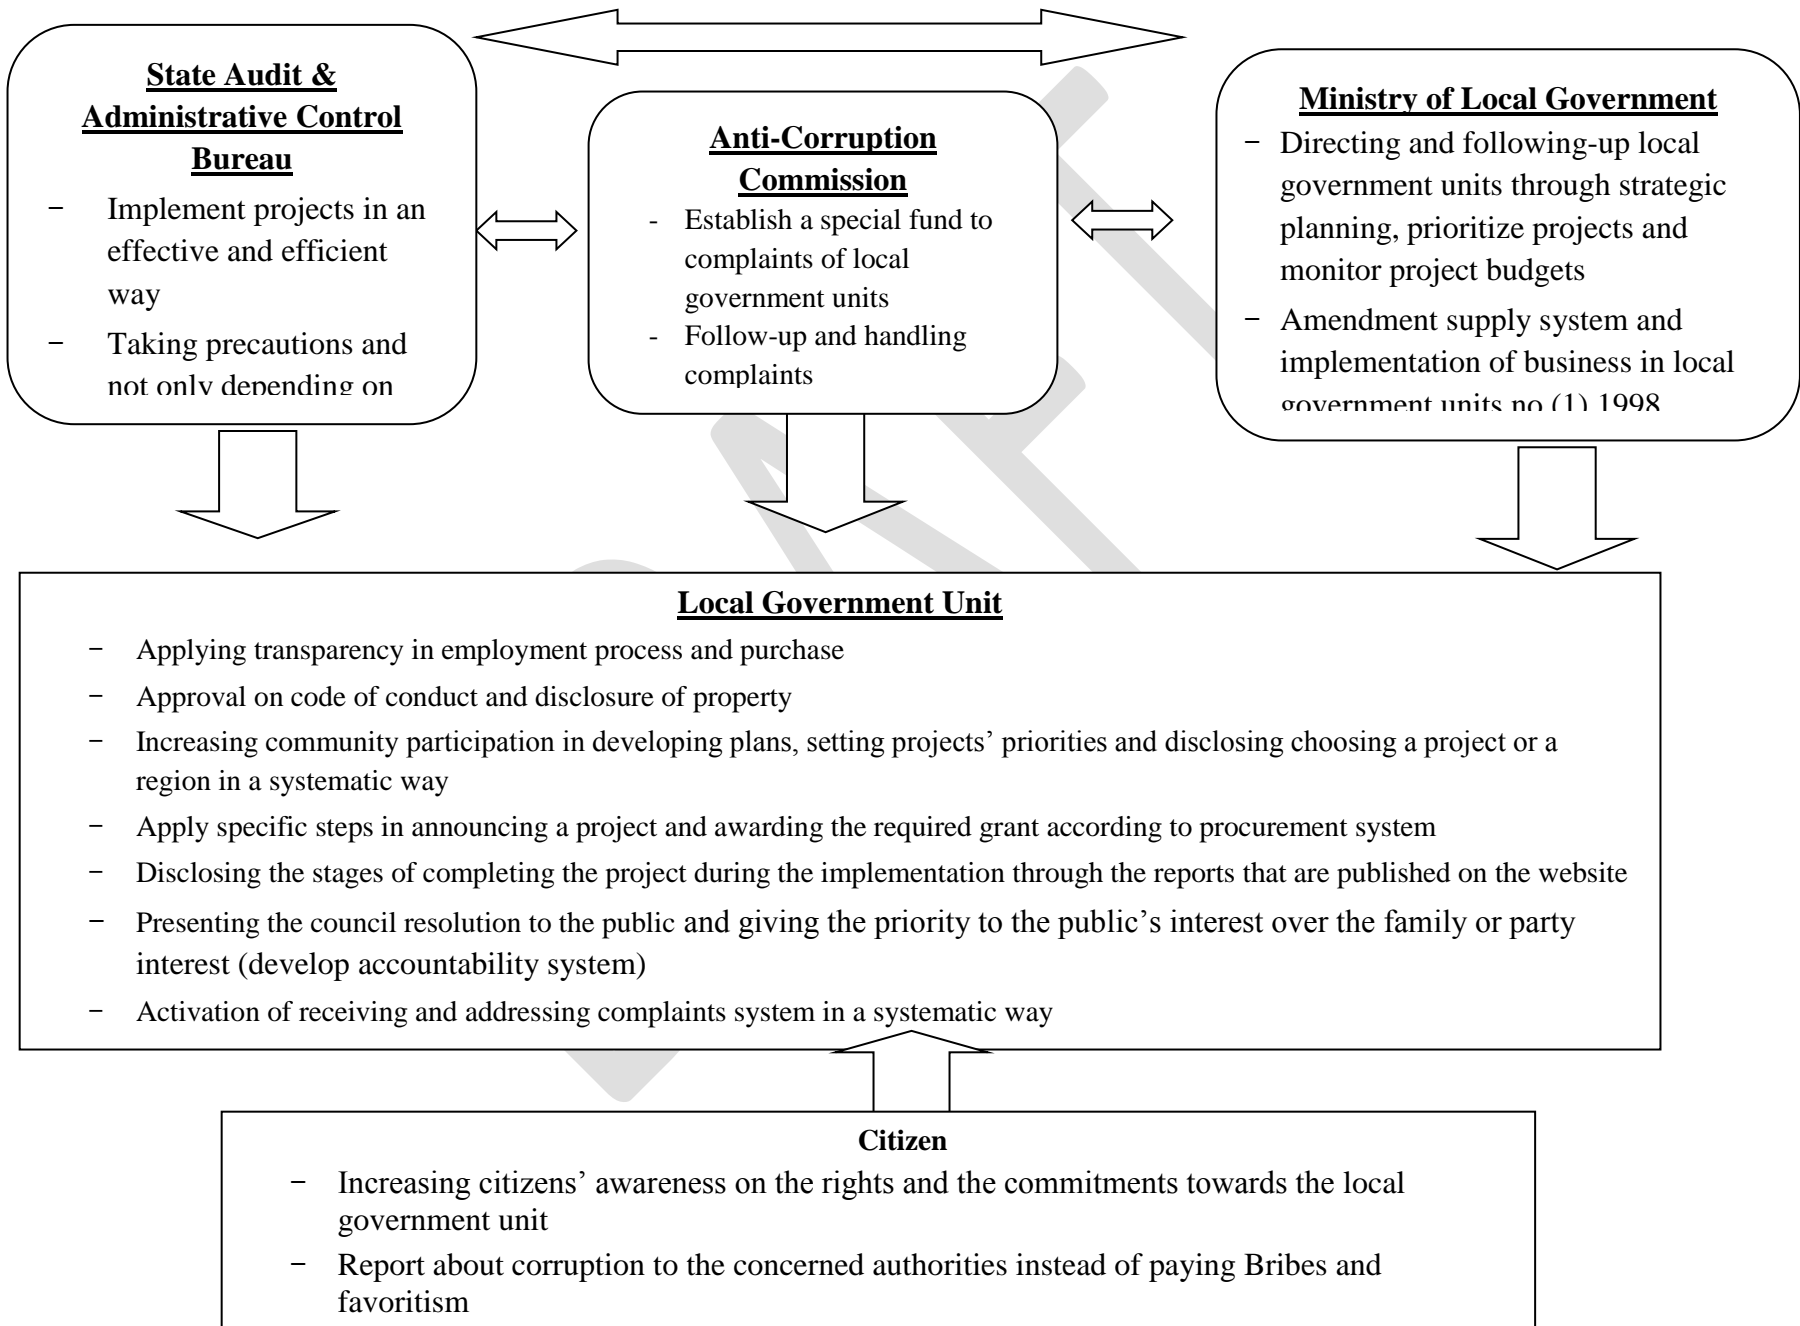 State Audit &
Administrative Control
Bureau
− Implement projects in an
effective and efficient
way
− Taking precautions and
not only depending on
Anti-Corruption
Commission
- Establish a special fund to
complaints of local
government units
- Follow-up and handling
complaints
Ministry of Local Government
− Directing and following-up local
government units through strategic
planning, prioritize projects and
monitor project budgets
− Amendment supply system and
implementation of business in local
government units no (1) 1998
Local Government Unit
− Applying transparency in employment process and purchase
− Approval on code of conduct and disclosure of property
− Increasing community participation in developing plans, setting projects’ priorities and disclosing choosing a project or a
region in a systematic way
− Apply specific steps in announcing a project and awarding the required grant according to procurement system
− Disclosing the stages of completing the project during the implementation through the reports that are published on the website
− Presenting the council resolution to the public and giving the priority to the public’s interest over the family or party
interest (develop accountability system)
− Activation of receiving and addressing complaints system in a systematic way
Citizen
− Increasing citizens’ awareness on the rights and the commitments towards the local
government unit
− Report about corruption to the concerned authorities instead of paying Bribes and
favoritism